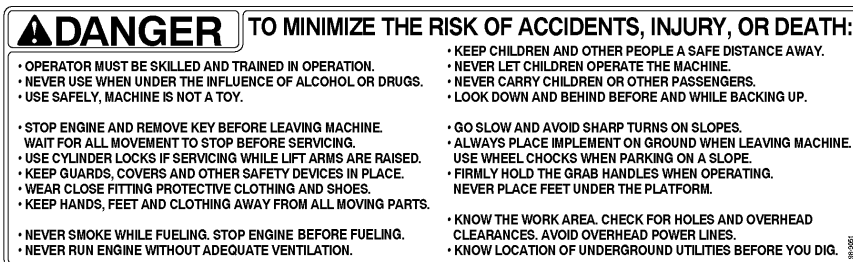 DANGER
TO MINIMIZE THE RISK OF ACCIDENTS, INJURY, OR DEATH:
• OPERATOR MUST BE SKILLED AND TRAINED IN OPERATION.
• NEVER USE WHEN UNDER THE INFLUENCE OF ALCOHOL OR DRUGS.
• USE SAFELY, MACHINE IS NOT A TOY.
• STOP ENGINE AND REMOVE KEY BEFORE LEAVING MACHINE.
WAIT FOR ALL MOVEMENT TO STOP BEFORE SERVICING.
• USE CYLINDER LOCKS IF SERVICING WHILE LIFT ARMS ARE RAISED.
• KEEP GUARDS, COVERS AND OTHER SAFETY DEVICES IN PLACE.
• WEAR CLOSE FITTING PROTECTIVE CLOTHING AND SHOES.
• KEEP HANDS, FEET AND CLOTHING AWAY FROM ALL MOVING PARTS.
• NEVER SMOKE WHILE FUELING. STOP ENGINE BEFORE FUELING.
• NEVER RUN ENGINE WITHOUT ADEQUATE VENTILATION.
• KEEP CHILDREN AND OTHER PEOPLE A SAFE DISTANCE AWAY.
• NEVER LET CHILDREN OPERATE THE MACHINE.
• NEVER CARRY CHILDREN OR OTHER PASSENGERS.
• LOOK DOWN AND BEHIND BEFORE AND WHILE BACKING UP.
• GO SLOW AND AVOID SHARP TURNS ON SLOPES.
• ALWAYS PLACE IMPLEMENT ON GROUND WHEN LEAVING MACHINE.
USE WHEEL CHOCKS WHEN PARKING ON A SLOPE.
• FIRMLY HOLD THE GRAB HANDLES WHEN OPERATING.
NEVER PLACE FEET UNDER THE PLATFORM.
• KNOW THE WORK AREA. CHECK FOR HOLES AND OVERHEAD
CLEARANCES. AVOID OVERHEAD POWER LINES.
• KNOW LOCATION OF UNDERGROUND UTILITIES BEFORE YOU DIG.